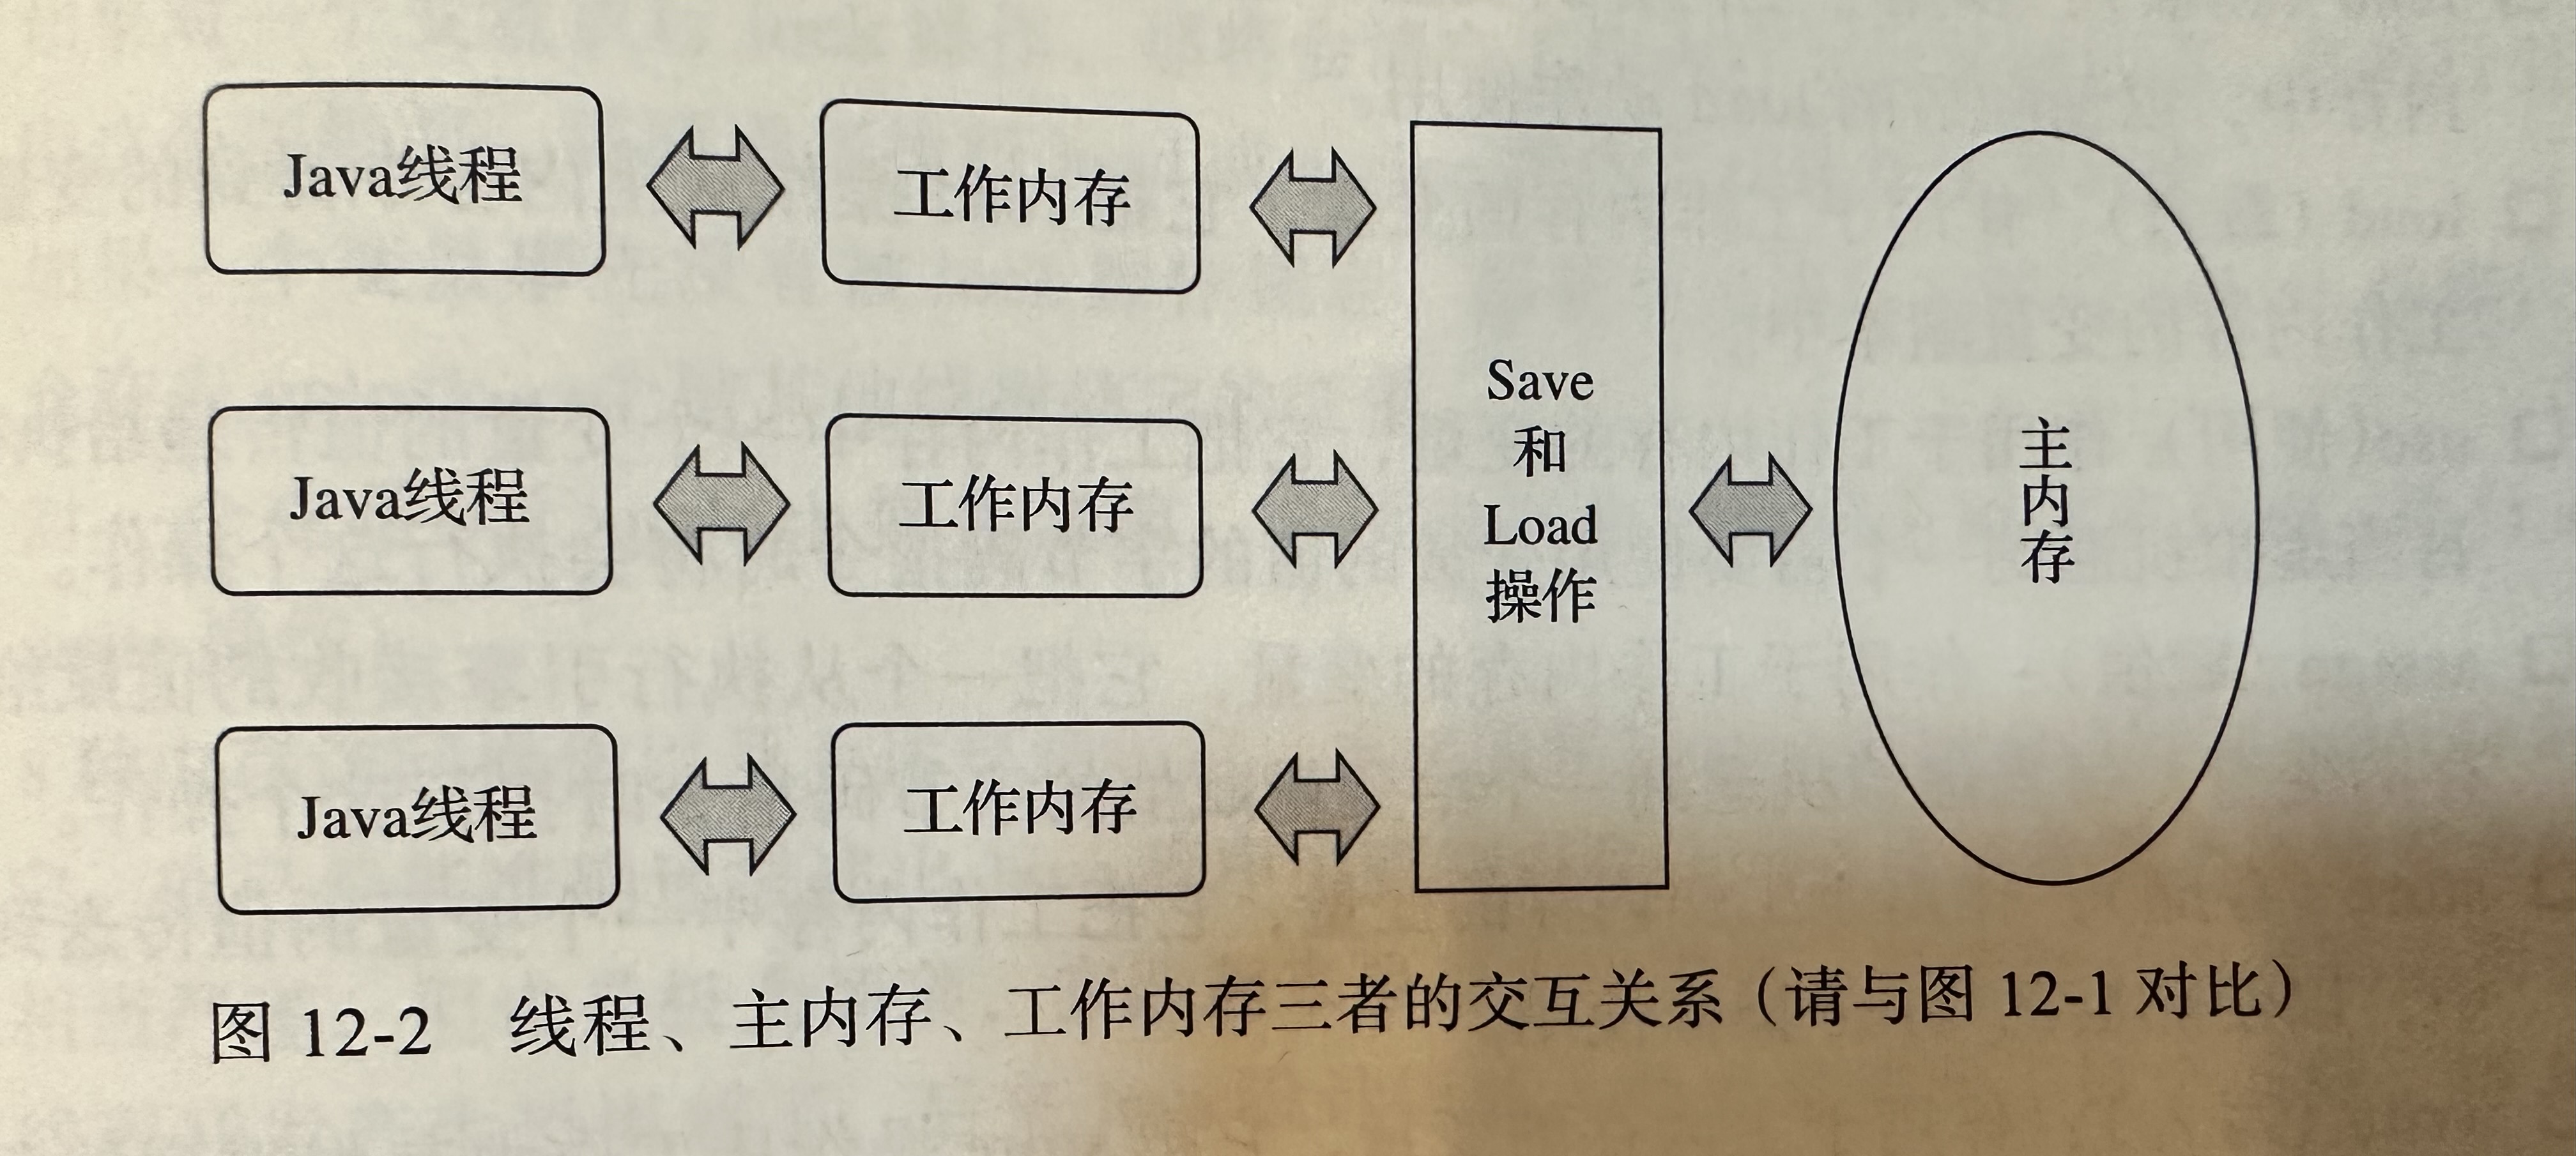 Java线程
工作内存
Java线程
工作内存
Java线程
工作内存
Save
和
Load
操作
主内存
图 12-2 线程、主内存、工作内存三者的交互关系（请与图 12-1 对比）